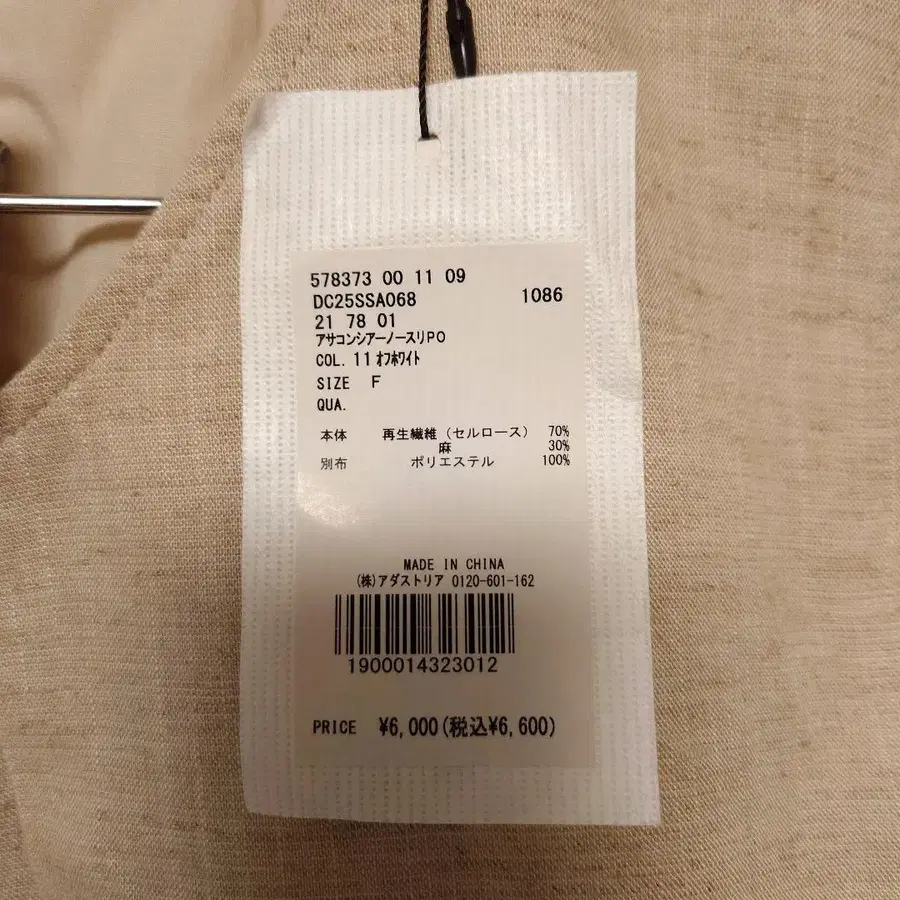 578373 00 11 09
DC25SSA068 1086
21 78 01
アサコンシアーノースリPO
COL. 11 ｵﾌﾎﾜｲﾄ
SIZE F
QUA.
本体 再生繊維（セルロース） 70%
麻 30%
別布 ポリエステル 100%
MADE IN CHINA
(株)アダストリア 0120-601-162
1900014323012
PRICE ¥6,000(税込¥6,600)